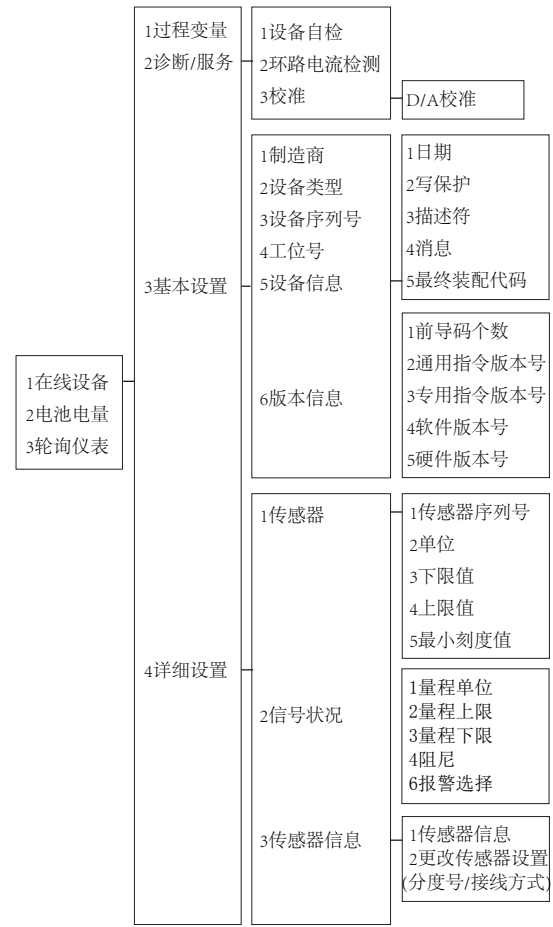 1在线设备
2电池电量
3轮询仪表
1过程变量
2诊断/服务
3基本设置
4详细设置
1设备自检
2环路电流检测
3校准
D/A校准
1制造商
2设备类型
3设备序列号
4工位号
5设备信息
6版本信息
1日期
2写保护
3描述符
4消息
5最终装配代码
1前导码个数
2通用指令版本号
3专用指令版本号
4软件版本号
5硬件版本号
1传感器
2信号状况
3传感器信息
1传感器序列号
2单位
3下限值
4上限值
5最小刻度值
1量程单位
2量程上限
3量程下限
4阻尼
6报警选择
1传感器信息
2更改传感器设置
(分度号/接线方式)